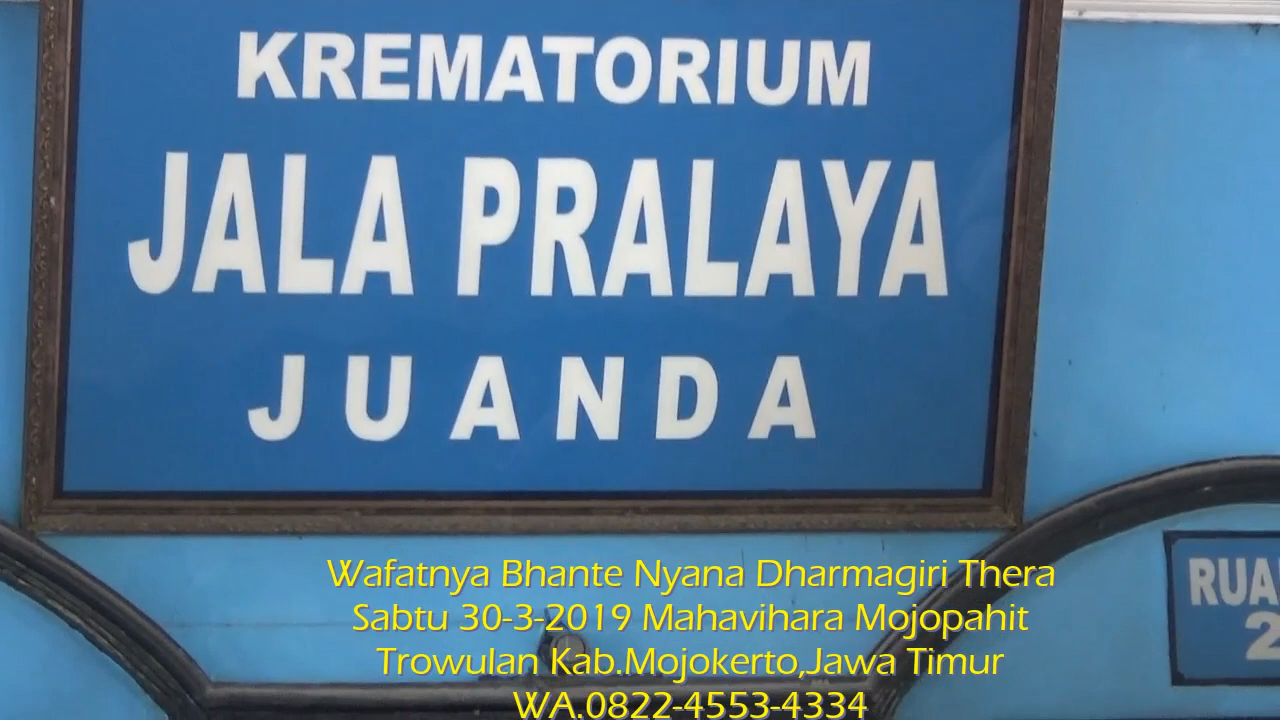 KREMATORIUM
JALA PRALAYA
JUANDA
Wafatnya Bhante Nyana Dharmagiri Thera
Sabtu 30-3-2019 Mahavihara Mojopahit
Trowulan Kab.Mojokerto,Jawa Timur
WA.0822-4553-4334